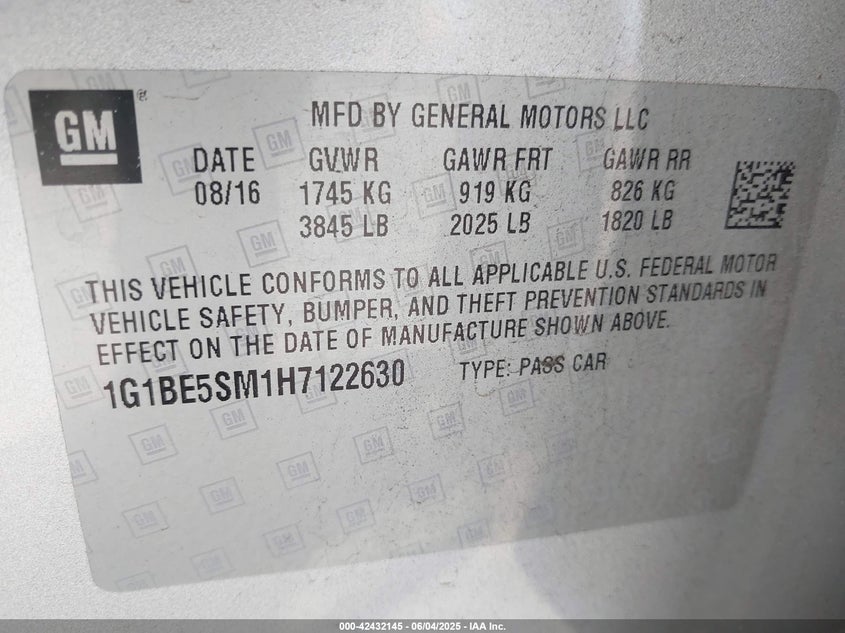 GM ®
MFD BY GENERAL MOTORS LLC
DATE GVWR GAWR FRT GAWR RR
08/16 1745 KG 919 KG 826 KG
3845 LB 2025 LB 1820 LB
THIS VEHICLE CONFORMS TO ALL APPLICABLE U.S. FEDERAL MOTOR
VEHICLE SAFETY, BUMPER, AND THEFT PREVENTION STANDARDS IN
EFFECT ON THE DATE OF MANUFACTURE SHOWN ABOVE.
1G1BE5SM1H7122630 TYPE: PASS CAR
000-42432145 - 06/04/2025 - IAA Inc.